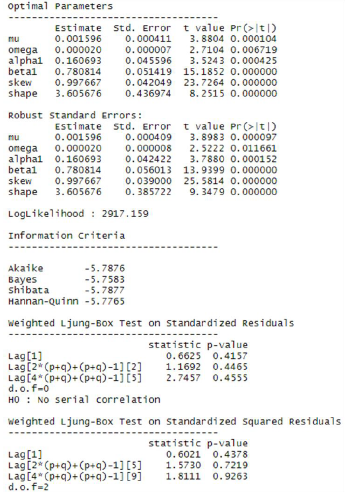 Optimal Parameters
------------------------------------
Estimate Std. Error t value Pr(>|t|)
mu 0.001596 0.000411 3.8804 0.000104
omega 0.000020 0.000007 2.7104 0.006719
alpha1 0.160693 0.045596 3.5243 0.000425
beta1 0.780814 0.051419 15.1852 0.000000
skew 0.997667 0.042049 23.7264 0.000000
shape 3.605676 0.436974 8.2515 0.000000
Robust Standard Errors:
Estimate Std. Error t value Pr(>|t|)
mu 0.001596 0.000409 3.8983 0.000097
omega 0.000020 0.000008 2.5222 0.011661
alpha1 0.160693 0.042422 3.7880 0.000152
beta1 0.780814 0.056013 13.9399 0.000000
skew 0.997667 0.039000 25.5814 0.000000
shape 3.605676 0.385722 9.3479 0.000000
LogLikelihood : 2917.159
Information Criteria
------------------------------------
Akaike -5.7876
Bayes -5.7583
Shibata -5.7877
Hannan-Quinn -5.7765
Weighted Ljung-Box Test on Standardized Residuals
------------------------------------
statistic p-value
Lag[1] 0.6625 0.4157
Lag[2*(p+q)+(p+q)-1][2] 1.1692 0.4465
Lag[4*(p+q)+(p+q)-1][5] 2.7457 0.4555
d.o.f=0
H0 : No serial correlation
Weighted Ljung-Box Test on Standardized Squared Residuals
------------------------------------
statistic p-value
Lag[1] 0.6021 0.4378
Lag[2*(p+q)+(p+q)-1][5] 1.5730 0.7219
Lag[4*(p+q)+(p+q)-1][9] 1.8111 0.9263
d.o.f=2